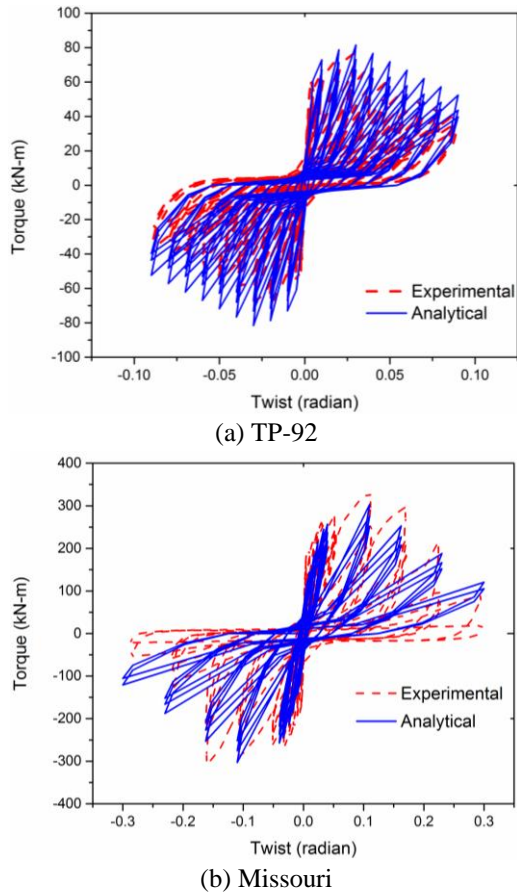 100
80
60
40
20
0
-20
-40
-60
-80
-100
Torque (kN-m)
Experimental
Analytical
-0.10 -0.05 0.00 0.05 0.10
Twist (radian)
(a) TP-92
400
300
200
100
0
-100
-200
-300
-400
Torque (kN-m)
Experimental
Analytical
-0.3 -0.2 -0.1 0.0 0.1 0.2 0.3
Twist (radian)
(b) Missouri